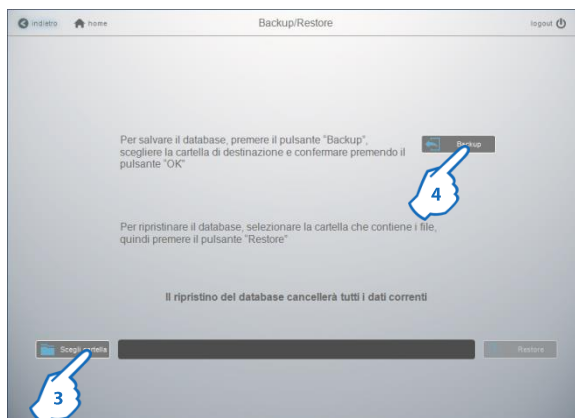 indietro home Backup/Restore logout
Per salvare il database, premere il pulsante "Backup",
scegliere la cartella di destinazione e confermare premendo il
pulsante "OK"
Backup
4
Per ripristinare il database, selezionare la cartella che contiene i file,
quindi premere il pulsante "Restore"
Il ripristino del database cancellerà tutti i dati correnti
Scegli cartella Restore
3